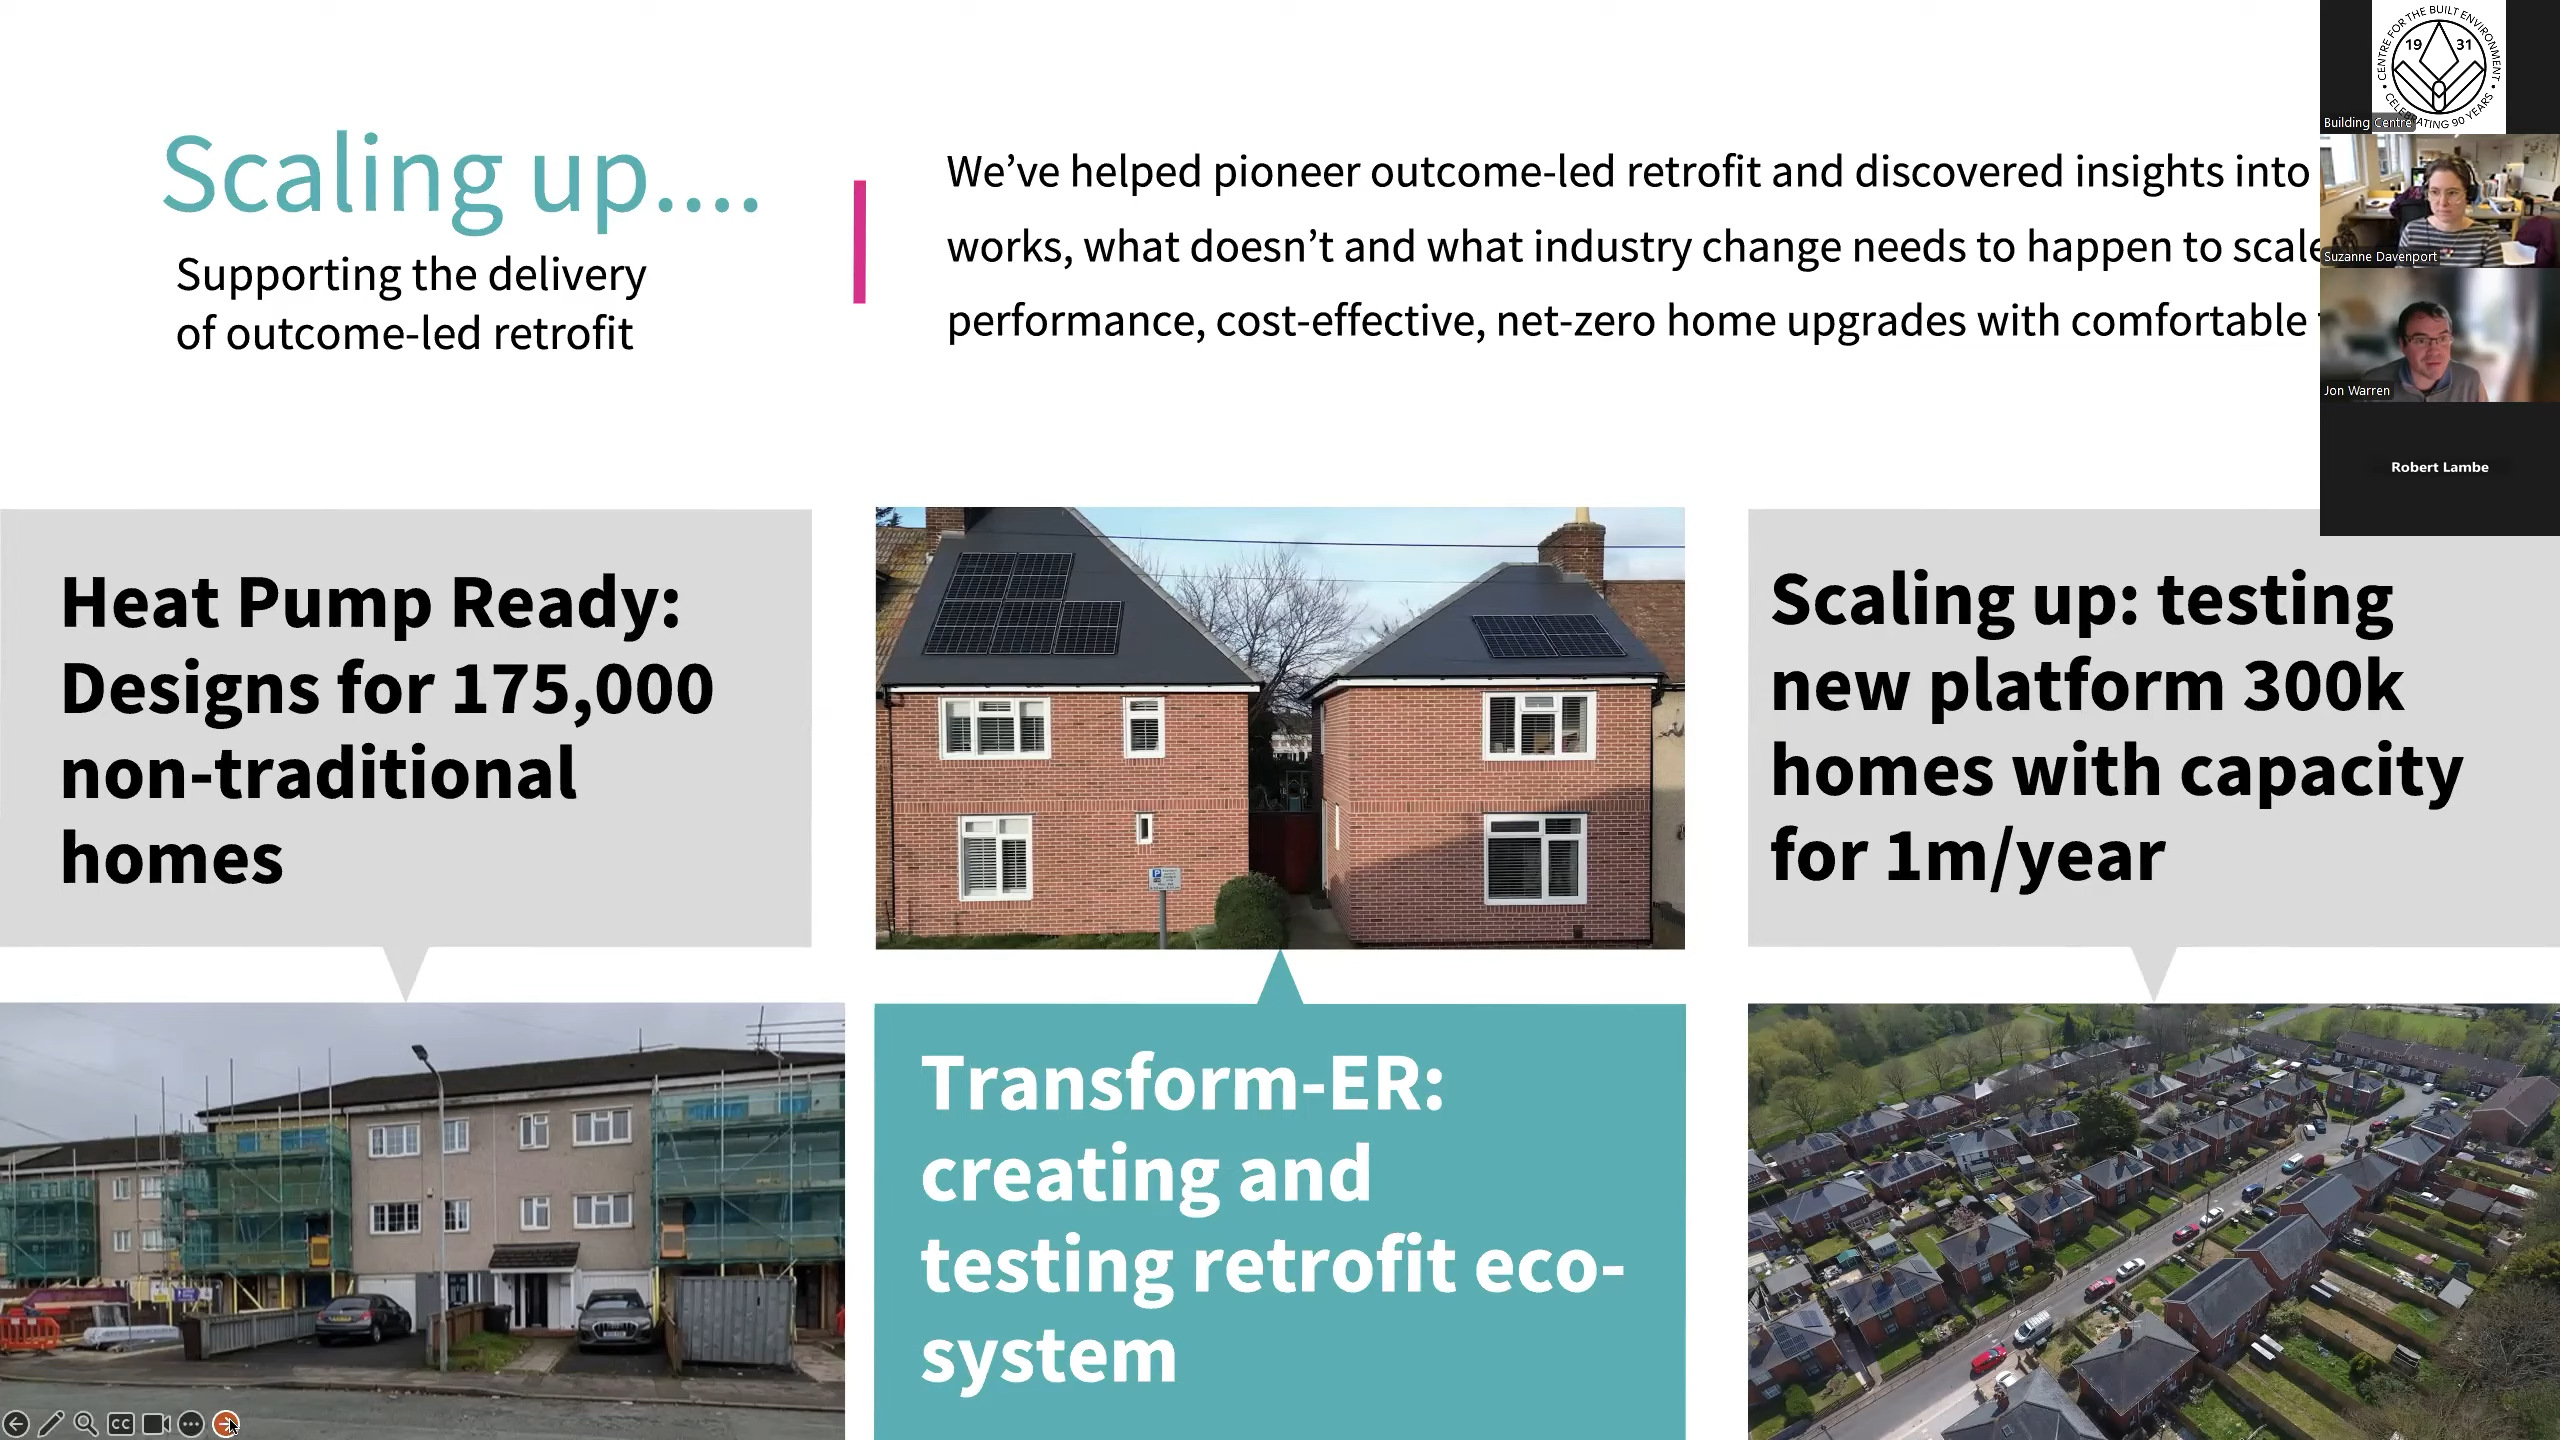 Scaling up....
Supporting the delivery
of outcome-led retrofit
We’ve helped pioneer outcome-led retrofit and discovered insights into
works, what doesn’t and what industry change needs to happen to scale
performance, cost-effective, net-zero home upgrades with comfortable
CENTRE FOR THE BUILT ENVIRONMENT
19 31
CELEBRATING 90 YEARS
Building Centre
Suzanne Davenport
Jon Warren
Robert Lambe
Heat Pump Ready:
Designs for 175,000
non-traditional
homes
Scaling up: testing
new platform 300k
homes with capacity
for 1m/year
Transform-ER:
creating and
testing retrofit eco-
system
P
CC